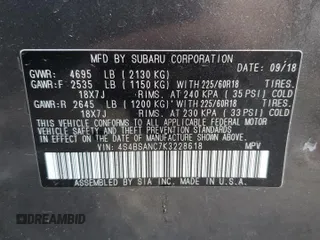 MFD. BY SUBARU CORPORATION DATE: 09/18
GVWR: 4695 LB ( 2130 KG)
GAWR:F 2535 LB ( 1150 KG)* WITH 225/60R18 TIRES.
18X7J RIMS. AT 240 KPA ( 35 PSI) COLD
GAWR:R 2645 LB ( 1200 KG)* WITH 225/60R18 TIRES.
18X7J RIMS. AT 230 KPA ( 33 PSI) COLD
THIS VEHICLE CONFORMS TO ALL APPLICABLE
FEDERAL MOTOR VEHICLE SAFETY, BUMPER, AND
THEFT PREVENTION STANDARDS IN EFFECT ON THE
DATE OF MANUFACTURE SHOWN ABOVE.
VIN: 4S4BSANC7K3228618 MPV
ASSEMBLED BY SIA INC. IN U.S.A.